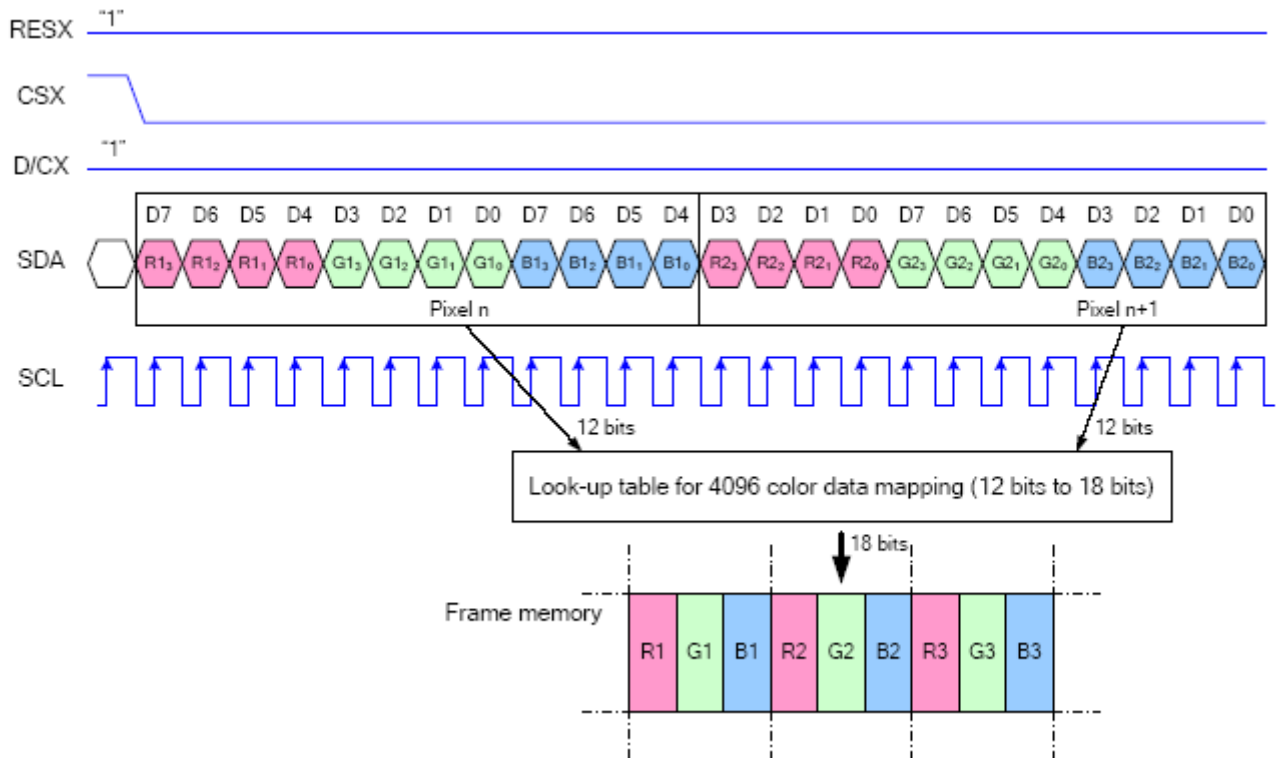 RESX "1"
CSX
D/CX "1"
D7 D6 D5 D4 D3 D2 D1 D0 D7 D6 D5 D4 D3 D2 D1 D0 D7 D6 D5 D4 D3 D2 D1 D0
SDA R1₃ R1₂ R1₁ R1₀ G1₃ G1₂ G1₁ G1₀ B1₃ B1₂ B1₁ B1₀ R2₃ R2₂ R2₁ R2₀ G2₃ G2₂ G2₁ G2₀ B2₃ B2₂ B2₁ B2₀
Pixel n Pixel n+1
SCL
12 bits 12 bits
Look-up table for 4096 color data mapping (12 bits to 18 bits)
18 bits
Frame memory
R1 G1 B1 R2 G2 B2 R3 G3 B3